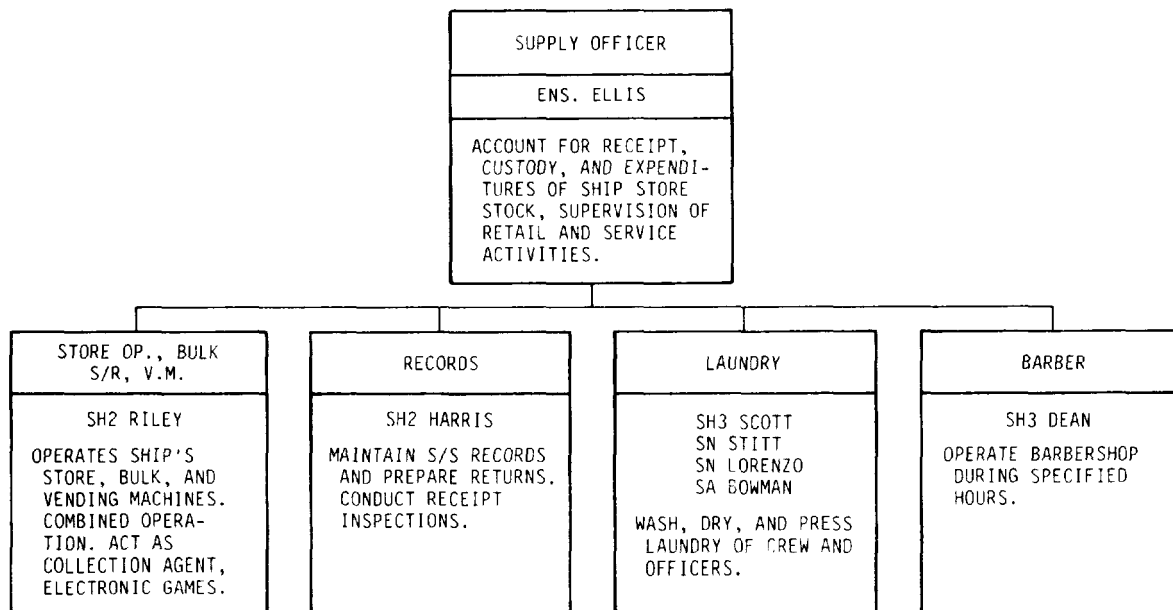 SUPPLY OFFICER
ENS. ELLIS
ACCOUNT FOR RECEIPT,
CUSTODY, AND EXPENDI-
TURES OF SHIP STORE
STOCK, SUPERVISION OF
RETAIL AND SERVICE
ACTIVITIES.
STORE OP., BULK
S/R, V.M.
SH2 RILEY
OPERATES SHIP'S
STORE, BULK, AND
VENDING MACHINES.
COMBINED OPERA-
TION. ACT AS
COLLECTION AGENT,
ELECTRONIC GAMES.
RECORDS
SH2 HARRIS
MAINTAIN S/S RECORDS
AND PREPARE RETURNS.
CONDUCT RECEIPT
INSPECTIONS.
LAUNDRY
SH3 SCOTT
SN STITT
SN LORENZO
SA BOWMAN
WASH, DRY, AND PRESS
LAUNDRY OF CREW AND
OFFICERS.
BARBER
SH3 DEAN
OPERATE BARBERSHOP
DURING SPECIFIED
HOURS.